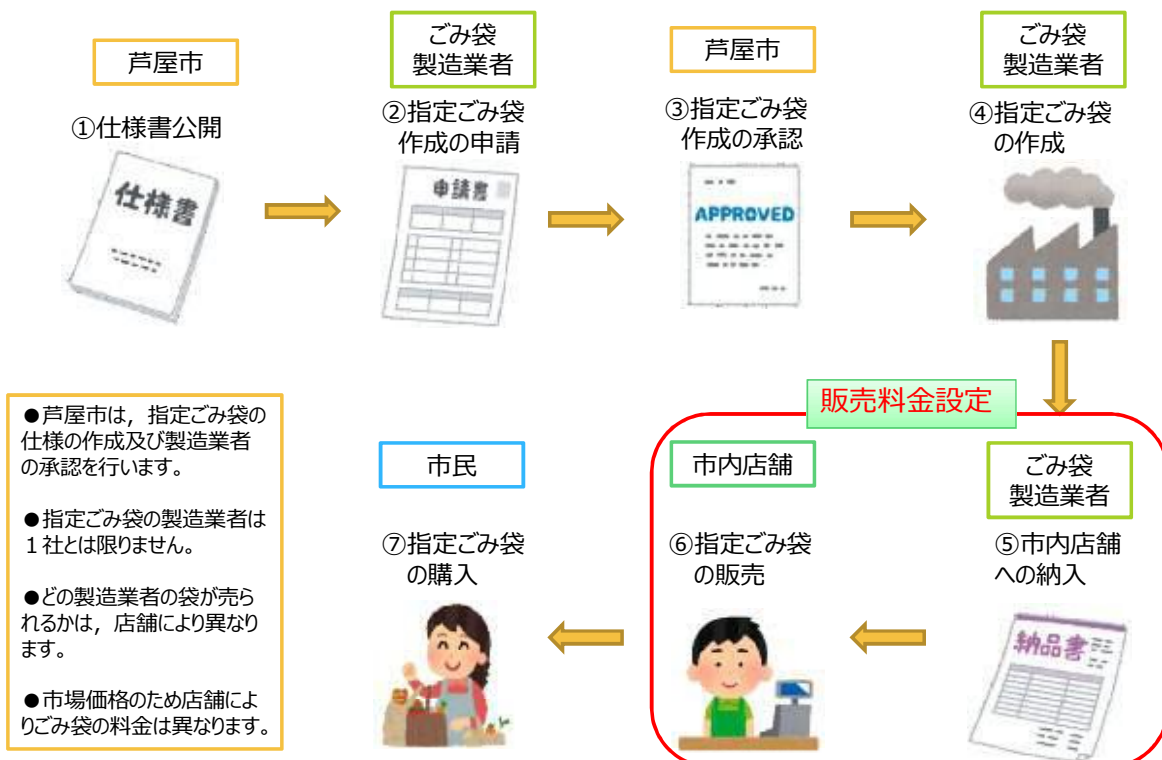 芦屋市
①仕様書公開
仕様書
ごみ袋
製造業者
②指定ごみ袋
作成の申請
申請書
芦屋市
③指定ごみ袋
作成の承認
APPROVED
ごみ袋
製造業者
④指定ごみ袋
の作成
販売料金設定
ごみ袋
製造業者
⑤市内店舗
への納入
納品書
市内店舗
⑥指定ごみ袋
の販売
市民
⑦指定ごみ袋
の購入
●芦屋市は，指定ごみ袋の
仕様の作成及び製造業者
の承認を行います。
●指定ごみ袋の製造業者は
１社とは限りません。
●どの製造業者の袋が売ら
れるかは，店舗により異なり
ます。
●市場価格のため店舗によ
りごみ袋の料金は異なります。